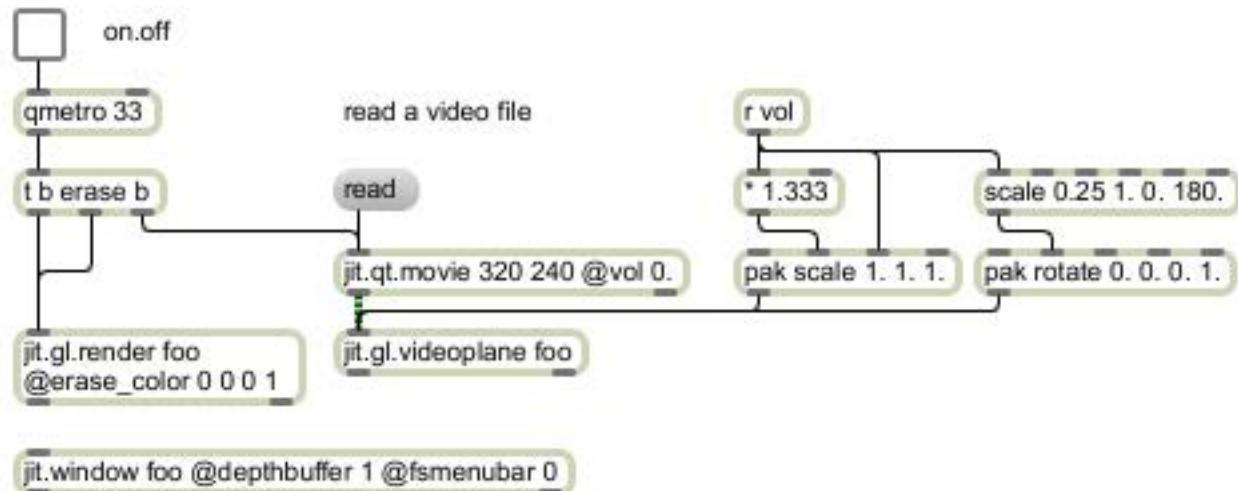 on.off
qmetro 33
read a video file
r vol
t b erase b
read
* 1.333
scale 0.25 1. 0. 180.
jit.qt.movie 320 240 @vol 0.
pak scale 1. 1. 1.
pak rotate 0. 0. 0. 1.
jit.gl.render foo
@erase_color 0 0 0 1
jit.gl.videoplane foo
jit.window foo @depthbuffer 1 @fsmenubar 0